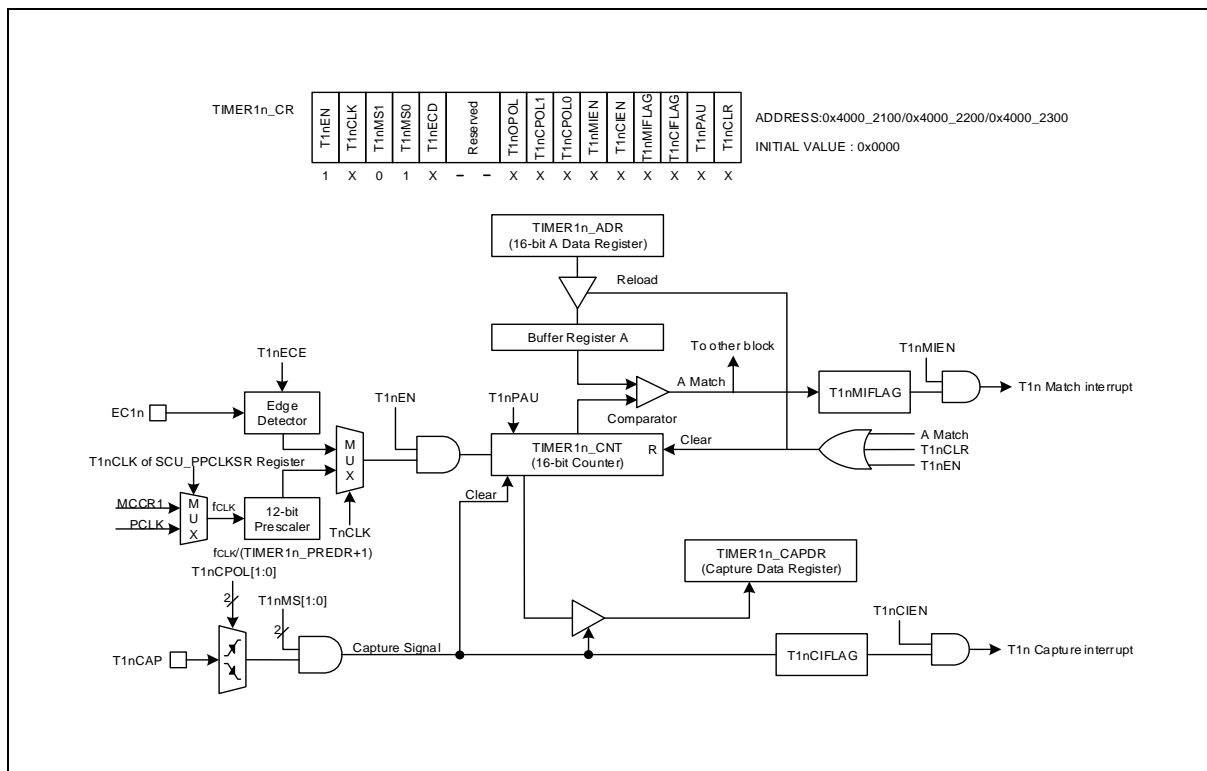 TIMER1n_CR
T1nEN
T1nCLK
T1nMS1
T1nMS0
T1nECD
Reserved
T1nOPOL
T1nCPOL1
T1nCPOL0
T1nMIEN
T1nCIEN
T1nMIFLAG
T1nCIFLAG
T1nPAU
T1nCLR
ADDRESS:0x4000_2100/0x4000_2200/0x4000_2300
INITIAL VALUE : 0x0000
1 X 0 1 X – – X X X X X X X X X
TIMER1n_ADR
(16-bit A Data Register)
Reload
Buffer Register A
To other block
T1nMIEN
T1nECE
A Match
T1nMIFLAG
T1n Match interrupt
EC1n
Edge
Detector
T1nEN
T1nPAU
Comparator
TIMER1n_CNT
(16-bit Counter)
R
Clear
A Match
T1nCLR
T1nEN
MUX
T1nCLK of SCU_PPCLKSR Register
MCCR1
PCLK
MUX
fCLK
12-bit
Prescaler
TnCLK
Clear
fCLK/(TIMER1n_PREDR+1)
TIMER1n_CAPDR
(Capture Data Register)
T1nCPOL[1:0]
2
T1nMS[1:0]
2
T1nCIEN
T1nCAP
Capture Signal
T1nCIFLAG
T1n Capture interrupt